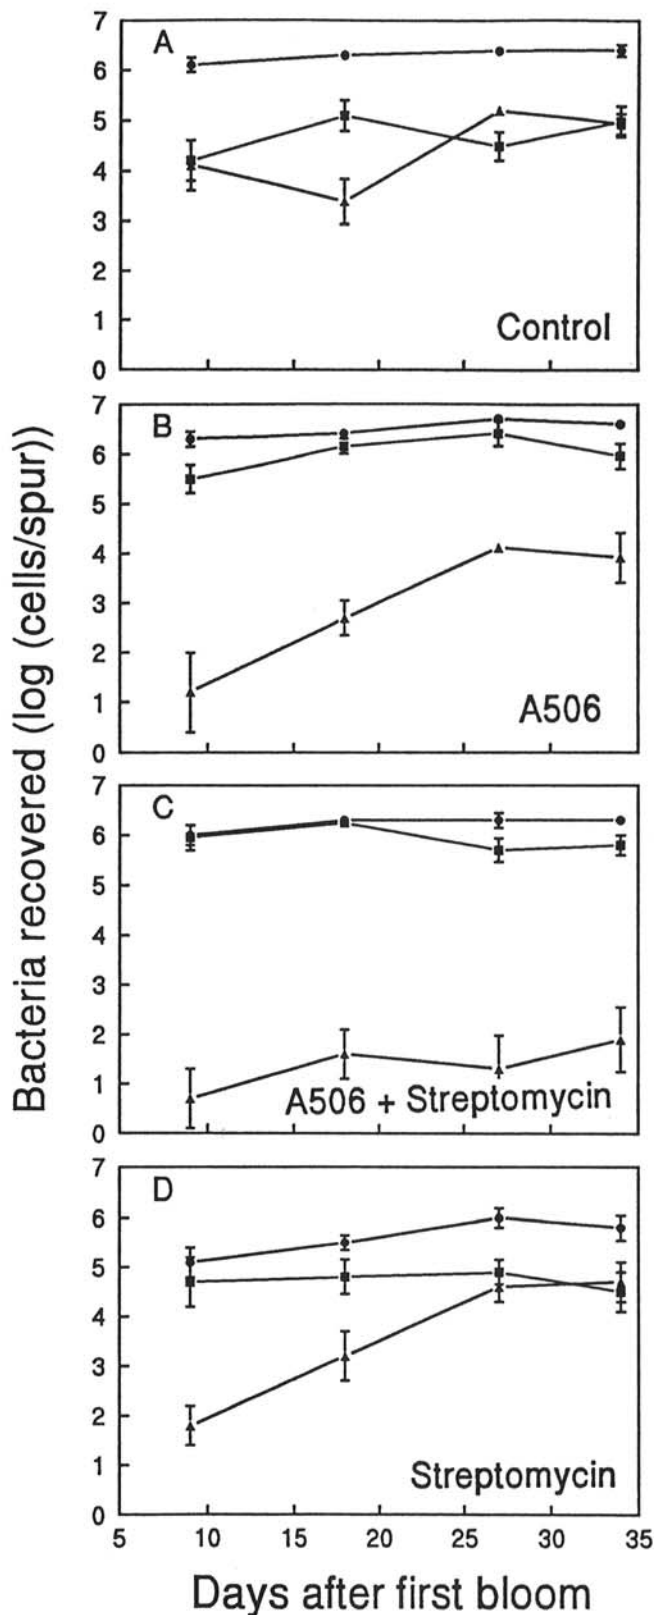 Bacteria recovered (log (cells/spur))
7
A
6
5
4
3
2
1
Control
0
7
B
6
5
4
3
2
1
A506
0
7
C
6
5
4
3
2
1
A506 + Streptomycin
0
7
D
6
5
4
3
2
1
Streptomycin
0
5 10 15 20 25 30 35
Days after first bloom